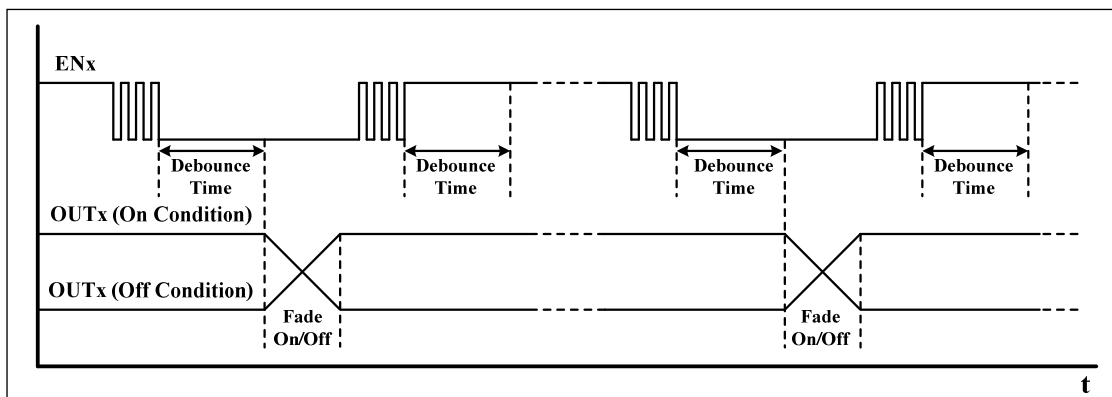 ENx
Debounce
Time
Debounce
Time
Debounce
Time
Debounce
Time
OUTx (On Condition)
OUTx (Off Condition)
Fade
On/Off
Fade
On/Off
t